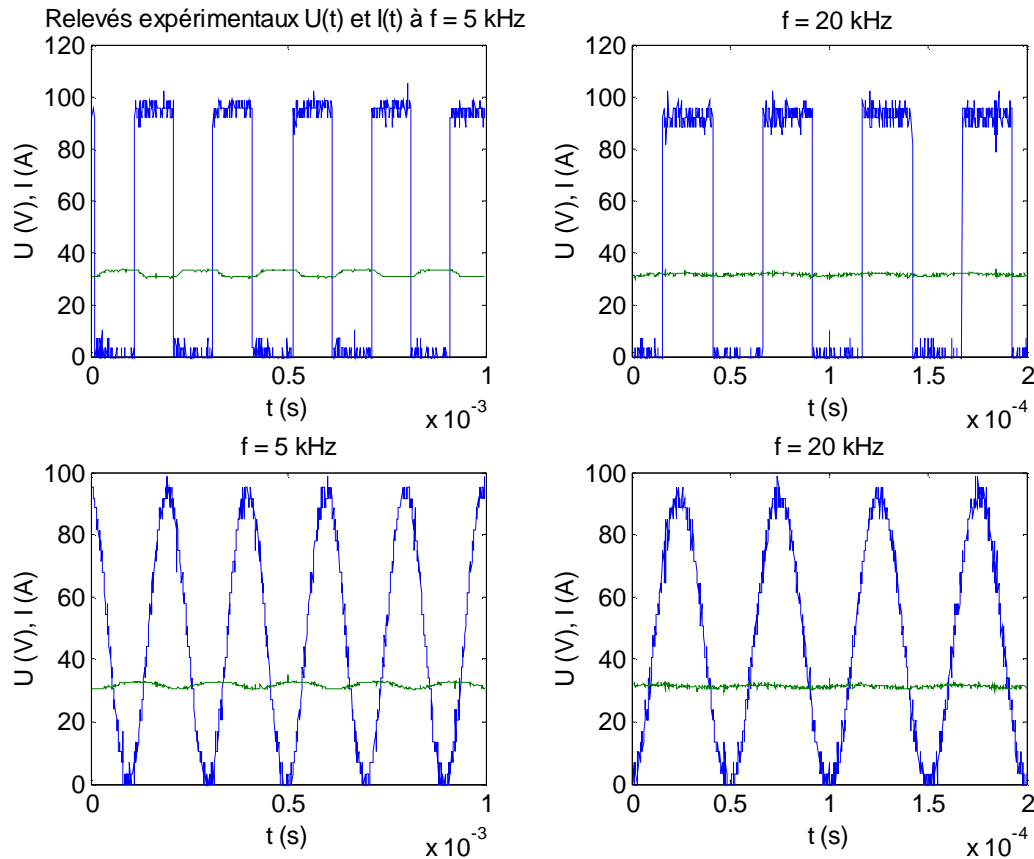 Relevés expérimentaux U(t) et I(t) à f = 5 kHz
120
100
80
60
40
20
0
U (V), I (A)
0
0.5
1
t (s)
x 10^-3
f = 20 kHz
120
100
80
60
40
20
0
U (V), I (A)
0
0.5
1
1.5
2
t (s)
x 10^-4
f = 5 kHz
100
80
60
40
20
0
U (V), I (A)
0
0.5
1
t (s)
x 10^-3
f = 20 kHz
100
80
60
40
20
0
U (V), I (A)
0
0.5
1
1.5
2
t (s)
x 10^-4